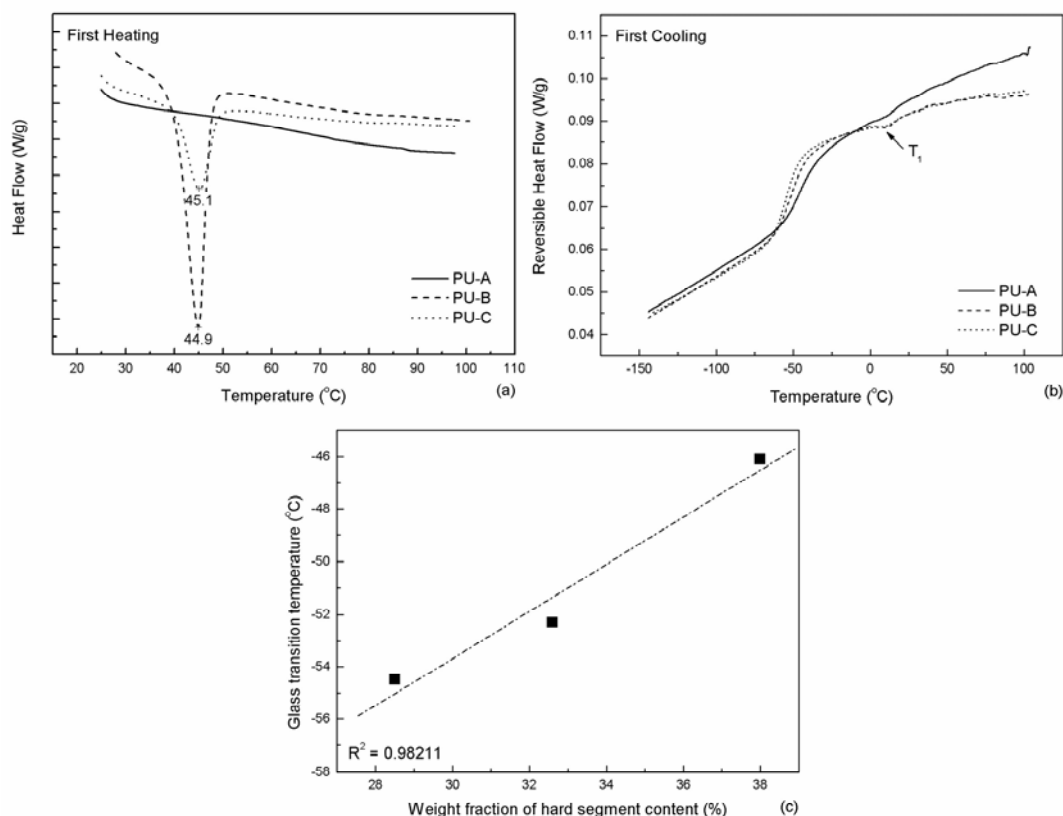 First Heating
Heat Flow (W/g)
45.1
44.9
PU-A
PU-B
PU-C
20 30 40 50 60 70 80 90 100 110
Temperature (°C)
(a)
First Cooling
Reversible Heat Flow (W/g)
0.11
0.10
0.09
0.08
0.07
0.06
0.05
0.04
T1
PU-A
PU-B
PU-C
-150 -100 -50 0 50 100
Temperature (°C)
(b)
Glass transition temperature (°C)
-46
-50
-52
-54
-56
-58
R² = 0.98211
28 30 32 34 36 38
Weight fraction of hard segment content (%)
(c)